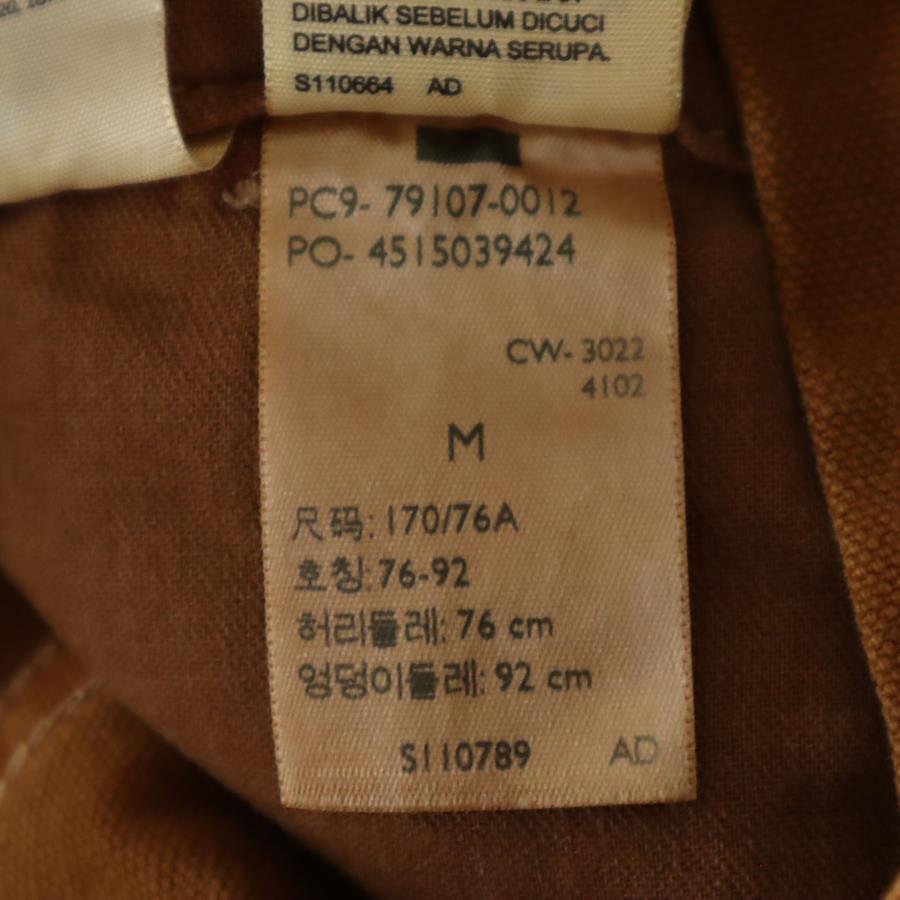 DIBALIK SEBELUM DICUCI
DENGAN WARNA SERUPA.
S110664 AD
PC9- 79107-0012
PO- 4515039424
CW- 3022
4102
M
尺码: 170/76A
호칭: 76-92
허리둘레: 76 cm
엉덩이둘레: 92 cm
S110789 AD